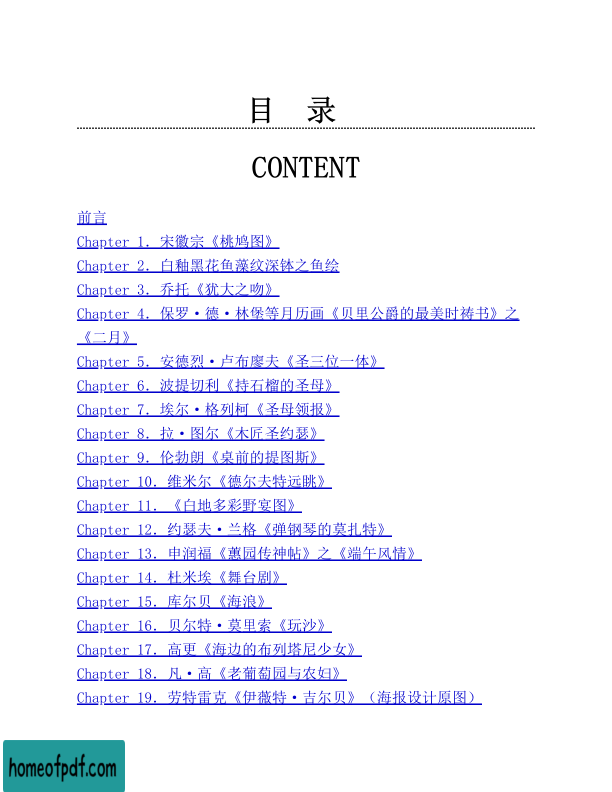 目 录
CONTENT
前言
Chapter 1. 宋徽宗《桃鸠图》
Chapter 2. 白釉黑花鱼藻纹深钵之鱼绘
Chapter 3. 乔托《犹大之吻》
Chapter 4. 保罗·德·林堡等月历画《贝里公爵的最美时祷书》之
《二月》
Chapter 5. 安德烈·卢布廖夫《圣三位一体》
Chapter 6. 波提切利《持石榴的圣母》
Chapter 7. 埃尔·格列柯《圣母领报》
Chapter 8. 拉·图尔《木匠圣约瑟》
Chapter 9. 伦勃朗《桌前的提图斯》
Chapter 10. 维米尔《德尔夫特远眺》
Chapter 11. 《白地多彩野宴图》
Chapter 12. 约瑟夫·兰格《弹钢琴的莫扎特》
Chapter 13. 申润福《蕙园传神帖》之《端午风情》
Chapter 14. 杜米埃《舞台剧》
Chapter 15. 库尔贝《海浪》
Chapter 16. 贝尔特·莫里索《玩沙》
Chapter 17. 高更《海边的布列塔尼少女》
Chapter 18. 凡·高《老葡萄园与农妇》
Chapter 19. 劳特雷克《伊薇特·吉尔贝》（海报设计原图）
homeofpdf.com